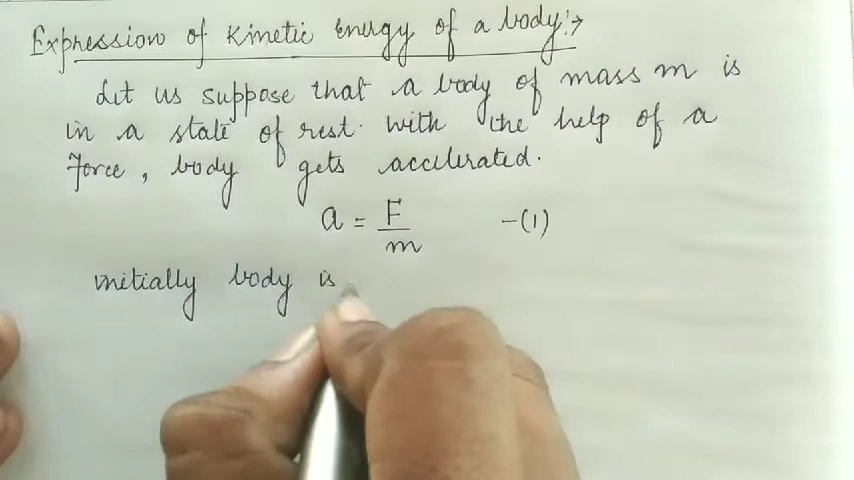 Expression of Kinetic energy of a body:→
Let us suppose that a body of mass m is
in a state of rest. With the help of a
force, body gets accelerated.
a = F/m -(1)
initially body is